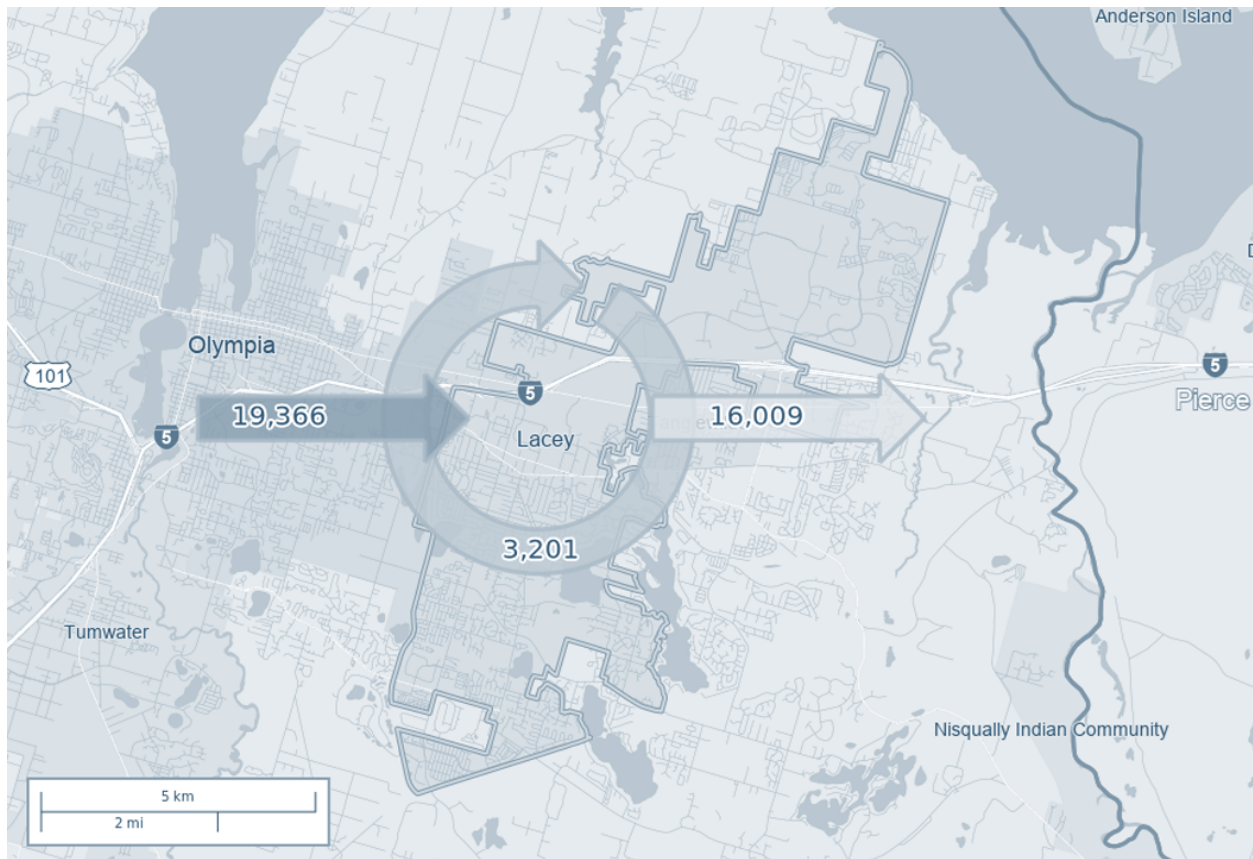 Anderson Island
Olympia
101
5
5
5
Pierce
19,366
16,009
Lacey
3,201
Tumwater
Nisqually Indian Community
5 km
2 mi